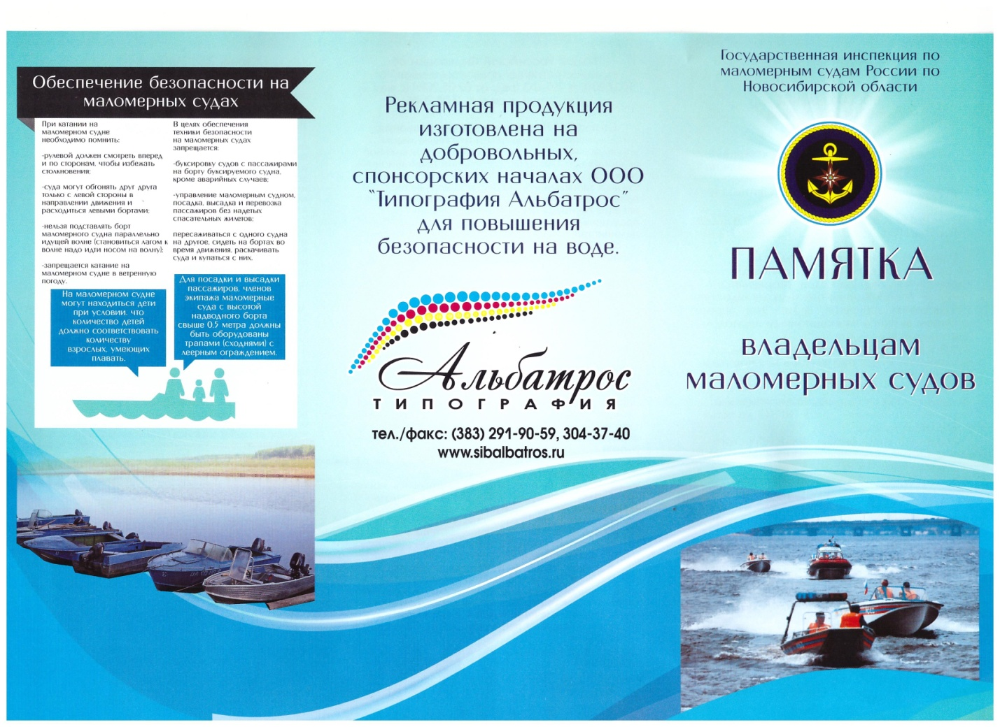 Обеспечение безопасности на
маломерных судах
При катании на
маломерном судне
необходимо помнить:
-рулевой должен смотреть вперед
и по сторонам, чтобы избежать
столкновения;
-суда могут обгонять друг друга
только с левой стороны в
направлении движения и
расходиться левыми бортами;
-нельзя подставлять борт
маломерного судна параллельно
идущей волне (становиться лагом к
волне надо идти носом на волну);
-запрещается катание на
маломерном судне в ветренную
погоду.
В целях обеспечения
техники безопасности
на маломерных судах
запрещается:
-буксировку судов с пассажирами
на борту буксируемого судна,
кроме аварийных случаев;
-управление маломерным судном,
посадка, высадка и перевозка
пассажиров без надетых
спасательных жилетов;
пересаживаться с одного судна
на другое, сидеть на бортах во
время движения, раскачивать
суда и купаться с них.
На маломерном судне
могут находиться дети
при условии, что
количество детей
должно соответствовать
количеству
взрослых, умеющих
плавать.
Для посадки и высадки
пассажиров, членов
экипажа маломерные
суда с высотой
надводного борта
свыше 0,5 метра должны
быть оборудованы
трапами (сходнями) с
леерным ограждением.
Рекламная продукция
изготовлена на
добровольных,
спонсорских началах ООО
"Типография Альбатрос"
для повышения
безопасности на воде.
Альбатрос
ТИПОГРАФИЯ
тел./факс: (383) 291-90-59, 304-37-40
www.sibalbatros.ru
Государственная инспекция по
маломерным судам России по
Новосибирской области
ПАМЯТКА
владельцам
маломерных судов